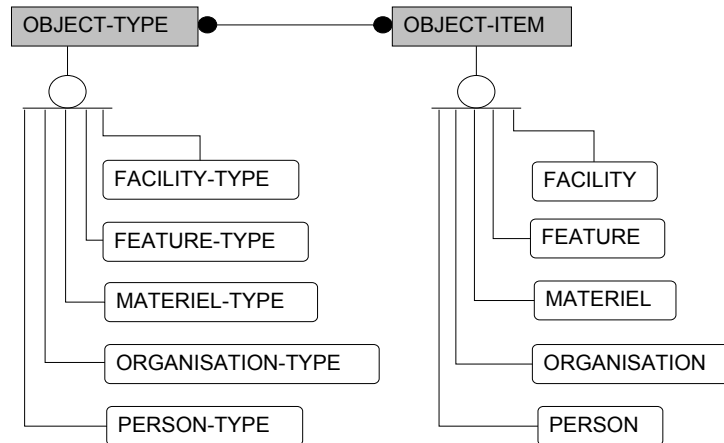 OBJECT-TYPE
OBJECT-ITEM
FACILITY-TYPE
FACILITY
FEATURE-TYPE
FEATURE
MATERIEL-TYPE
MATERIEL
ORGANISATION-TYPE
ORGANISATION
PERSON-TYPE
PERSON